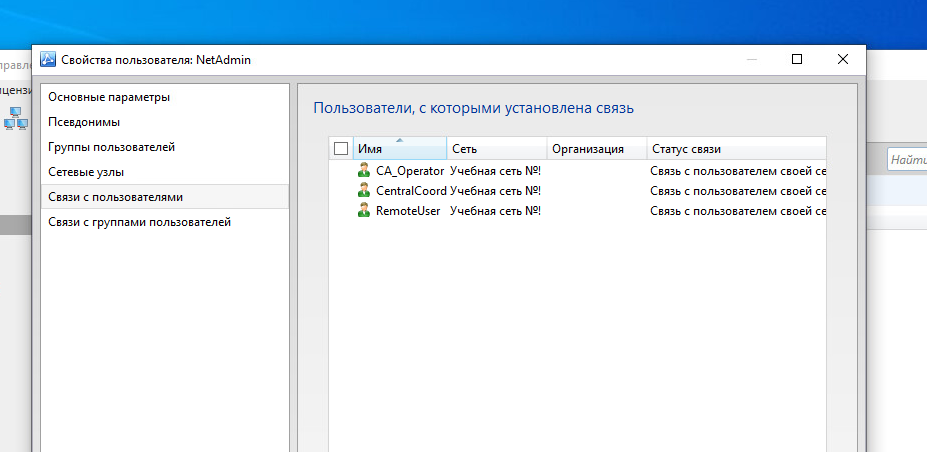 Свойства пользователя: NetAdmin
Основные параметры
Псевдонимы
Группы пользователей
Сетевые узлы
Связи с пользователями
Связи с группами пользователей
Пользователи, с которыми установлена связь
Имя Сеть Организация Статус связи
CA_Operator Учебная сеть №! Связь с пользователем своей се
CentralCoord Учебная сеть №! Связь с пользователем своей се
RemoteUser Учебная сеть №! Связь с пользователем своей се
Найти